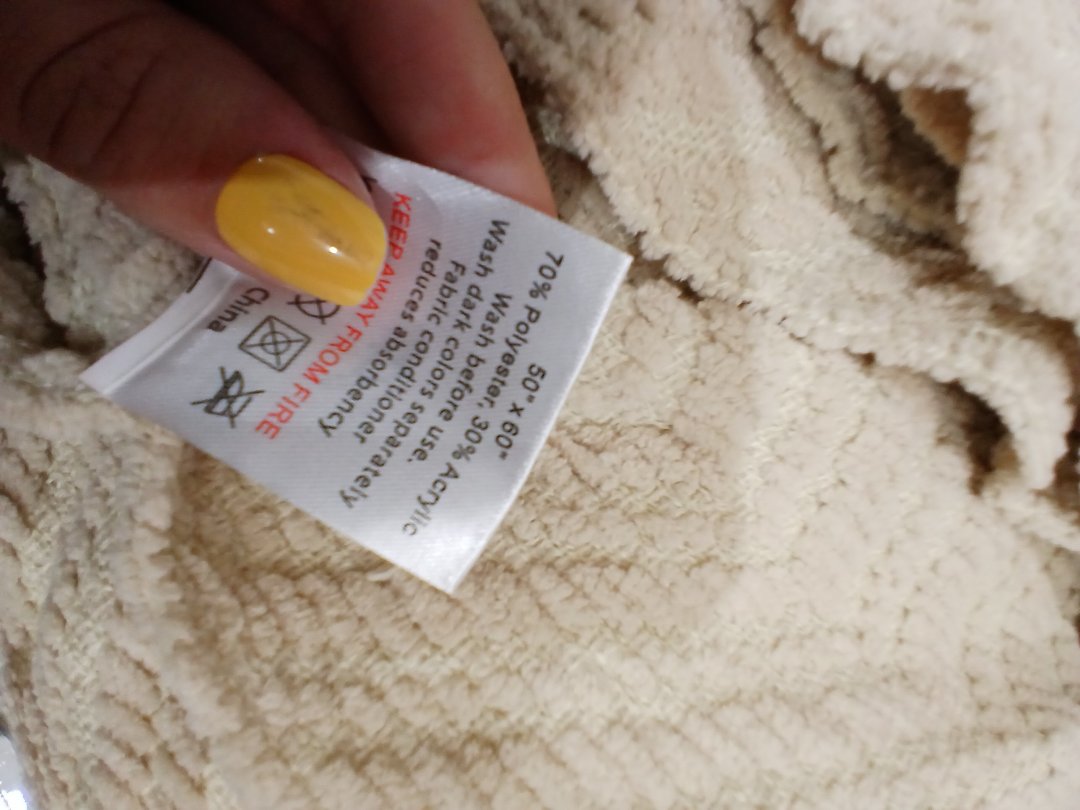 50" x 60"
70% Polyester, 30% Acrylic
Wash before use.
Wash dark colors separately
Fabric conditioner
reduces absorbency
KEEP AWAY FROM FIRE
China